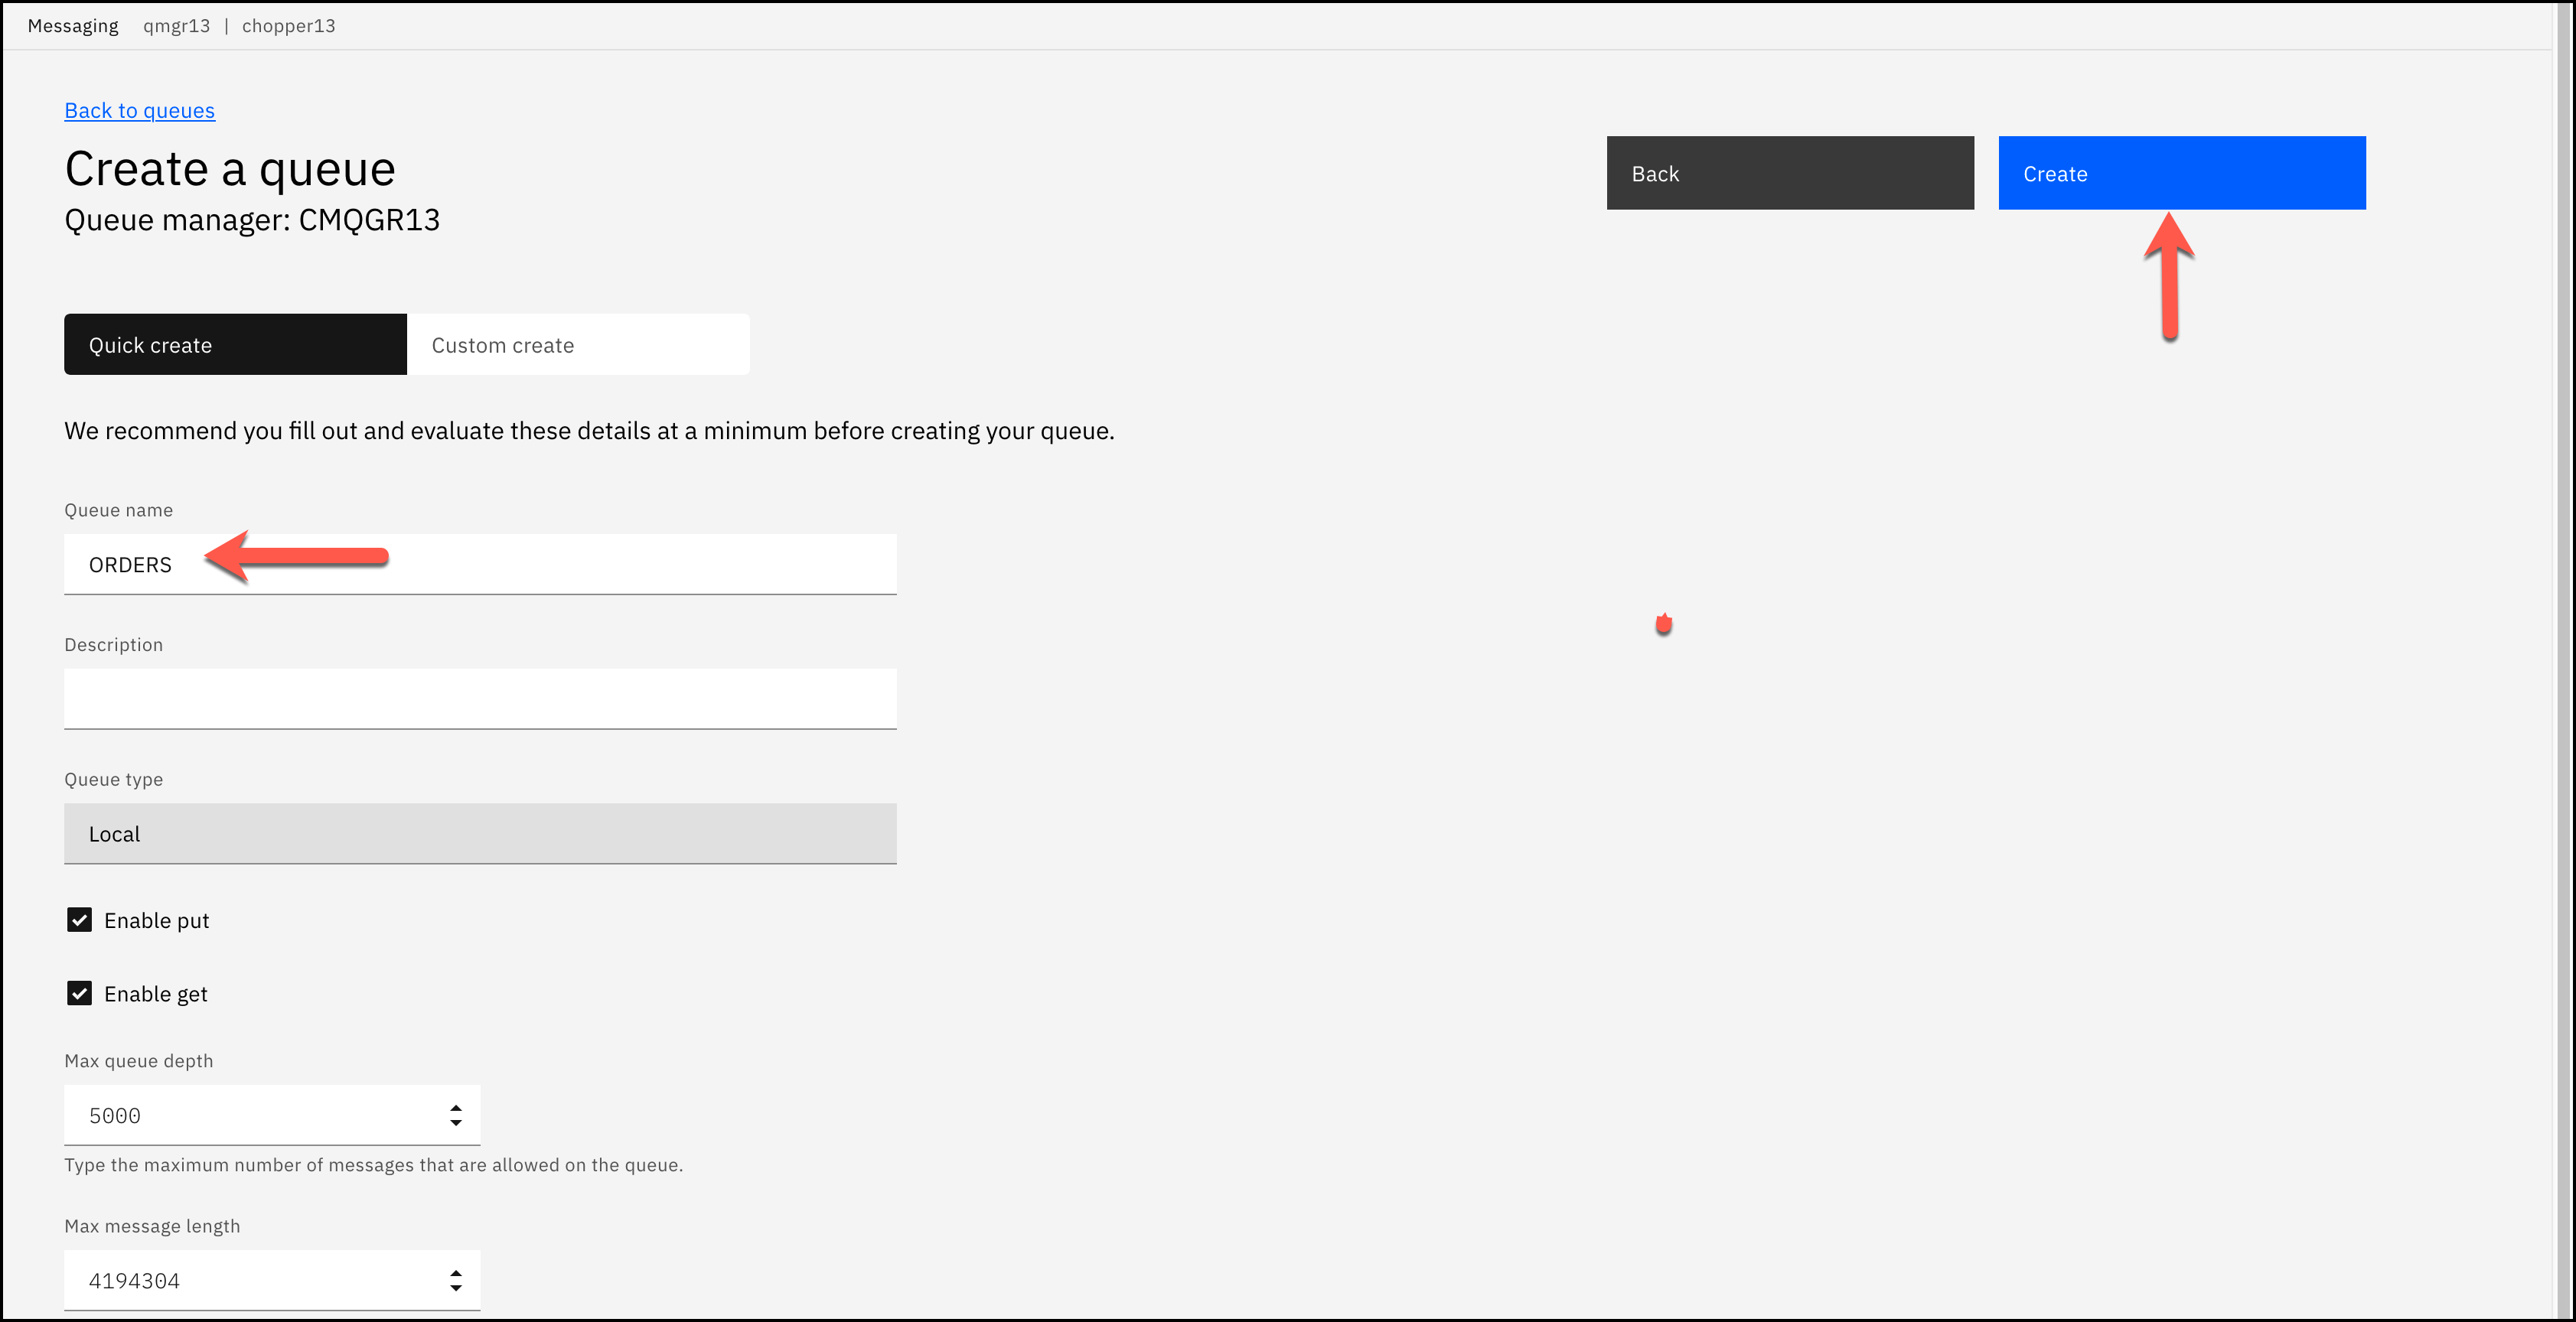 Messaging qmgr13 | chopper13
Back to queues
Create a queue
Queue manager: CMQGR13
Back
Create
Quick create
Custom create
We recommend you fill out and evaluate these details at a minimum before creating your queue.
Queue name
ORDERS
Description
Queue type
Local
Enable put
Enable get
Max queue depth
5000
Type the maximum number of messages that are allowed on the queue.
Max message length
4194304